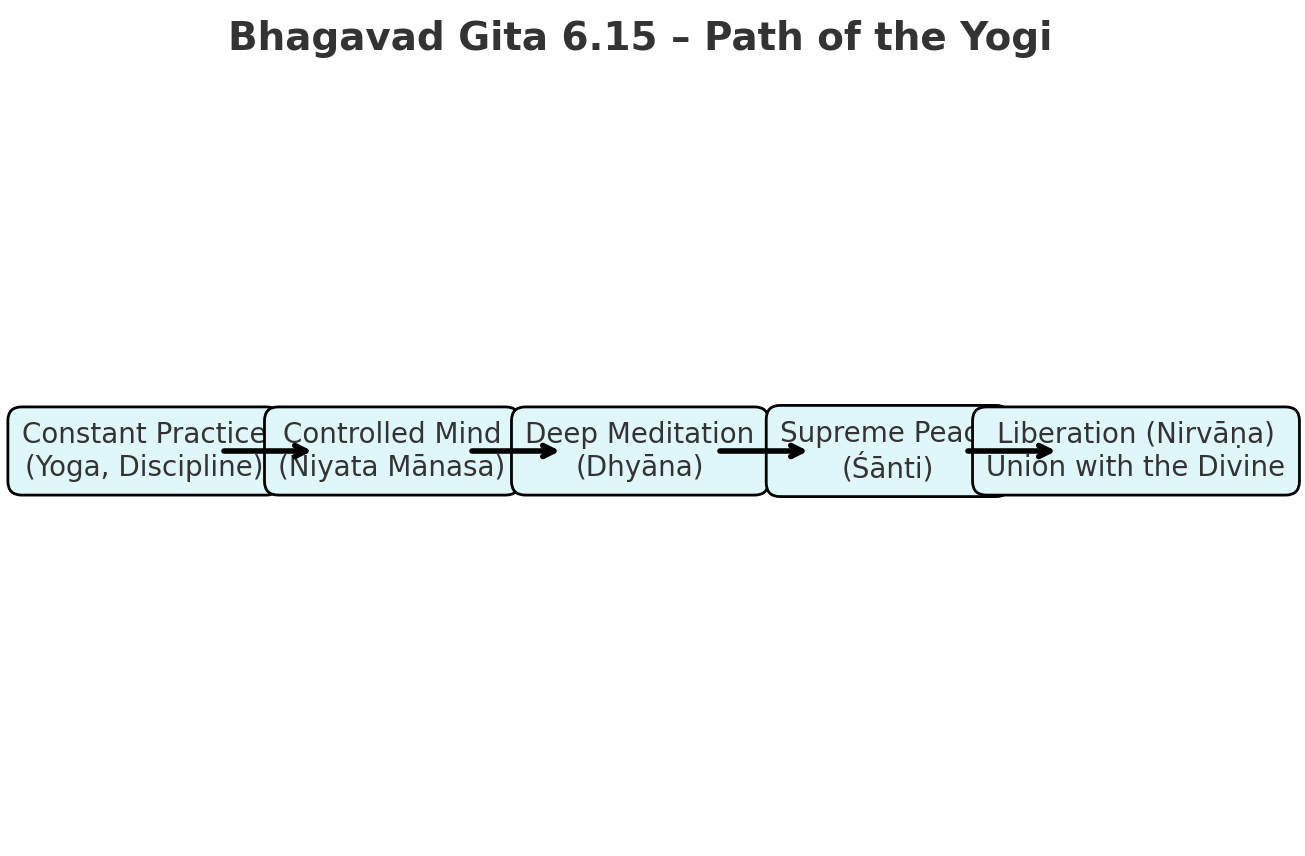 Bhagavad Gita 6.15 – Path of the Yogi
Constant Practice
(Yoga, Discipline)
Controlled Mind
(Niyata Mānasa)
Deep Meditation
(Dhyāna)
Supreme Peac
(Śānti)
Liberation (Nirvāṇa)
Union with the Divine